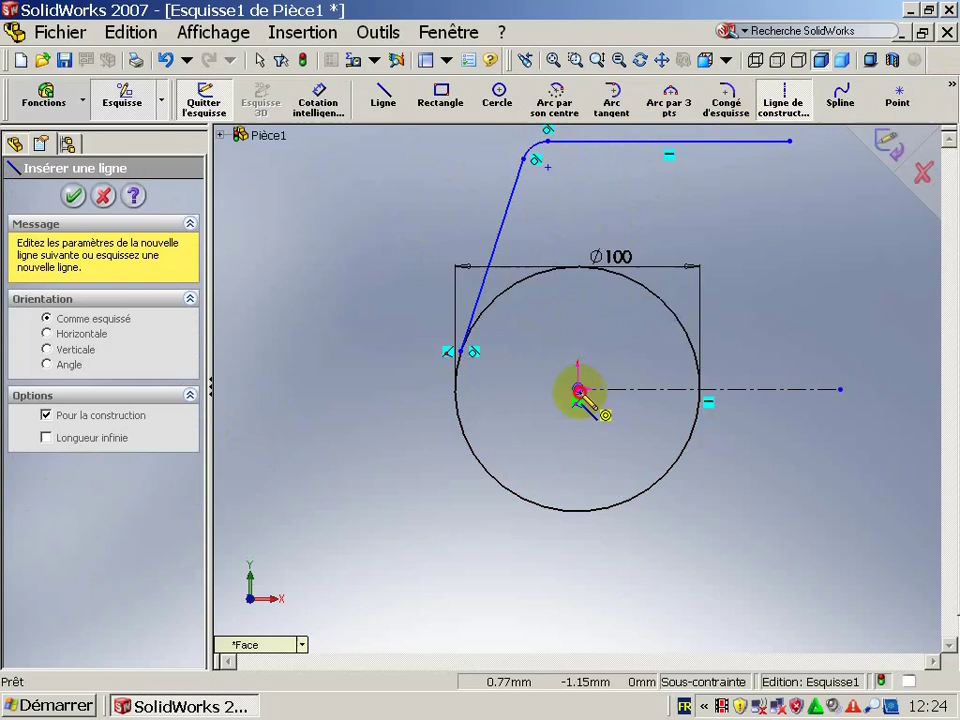 SolidWorks 2007 - [Esquisse1 de Pièce1 *]
Fichier Edition Affichage Insertion Outils Fenêtre ?
Recherche SolidWorks
Fonctions Esquisse Quitter l'esquisse Esquisse 3D Cotation intelligen... Ligne Rectangle Cercle Arc par son centre Arc tangent Arc par 3 pts Congé d'esquisse Ligne de construct... Spline Point
Pièce1
Insérer une ligne
Message
Editez les paramètres de la nouvelle
ligne suivante ou esquissez une
nouvelle ligne.
Orientation
Comme esquissé
Horizontale
Verticale
Angle
Options
Pour la construction
Longueur infinie
∅100
Y
X
*Face
Prêt
0.77mm -1.15mm 0mm Sous-contrainte Edition: Esquisse1
Démarrer SolidWorks 2... FR « 12:24